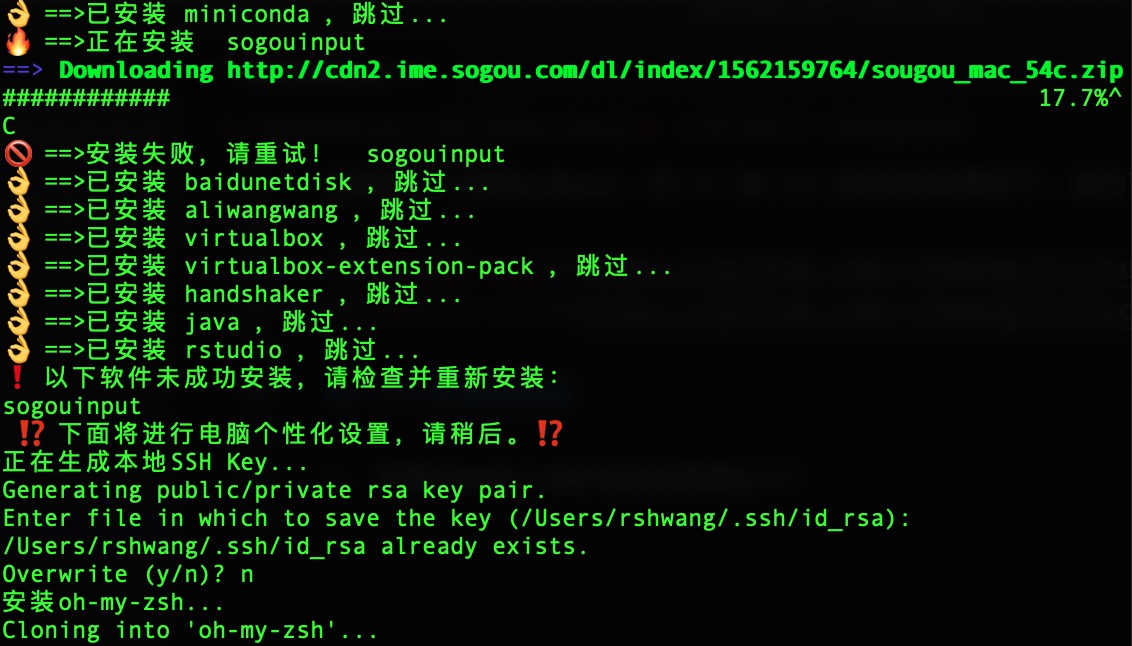 👌 ==>已安装 miniconda , 跳过...
🔥 ==>正在安装  sogouinput
==> Downloading http://cdn2.ime.sogou.com/dl/index/1562159764/sougou_mac_54c.zip
############ 17.7%^
C
🚫 ==>安装失败, 请重试!   sogouinput
👌 ==>已安装 baidunetdisk , 跳过...
👌 ==>已安装 aliwangwang , 跳过...
👌 ==>已安装 virtualbox , 跳过...
👌 ==>已安装 virtualbox-extension-pack , 跳过...
👌 ==>已安装 handshaker , 跳过...
👌 ==>已安装 java , 跳过...
👌 ==>已安装 rstudio , 跳过...
❗ 以下软件未成功安装, 请检查并重新安装:
sogouinput
⁉️ 下面将进行电脑个性化设置, 请稍后。⁉️
正在生成本地SSH Key...
Generating public/private rsa key pair.
Enter file in which to save the key (/Users/rshwang/.ssh/id_rsa):
/Users/rshwang/.ssh/id_rsa already exists.
Overwrite (y/n)? n
安装oh-my-zsh...
Cloning into 'oh-my-zsh'...